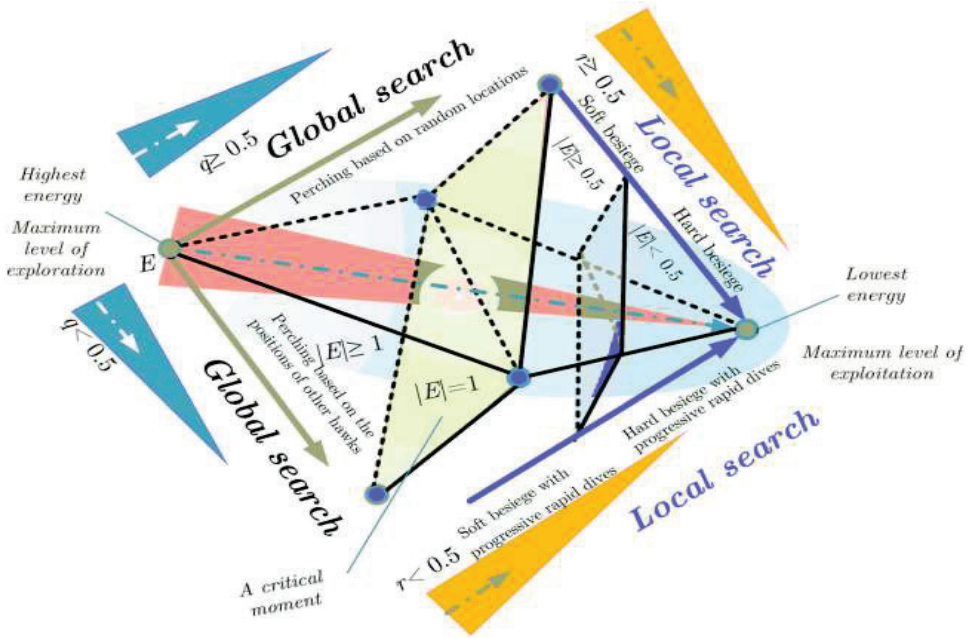 Global search
q≥ 0.5
Perching based on random locations
Highest
energy
Maximum
level of
exploration
E
q< 0.5
Perching based on the
positions of other hawks
Global search
|E|≥ 1
|E|=1
A critical
moment
r≥ 0.5
Local search
Soft besiege
|E|≥ 0.5
Hard besiege
|E|< 0.5
Lowest
energy
Maximum level of
exploitation
Hard besiege with
progressive rapid dives
Soft besiege with
progressive rapid dives
Local search
r< 0.5